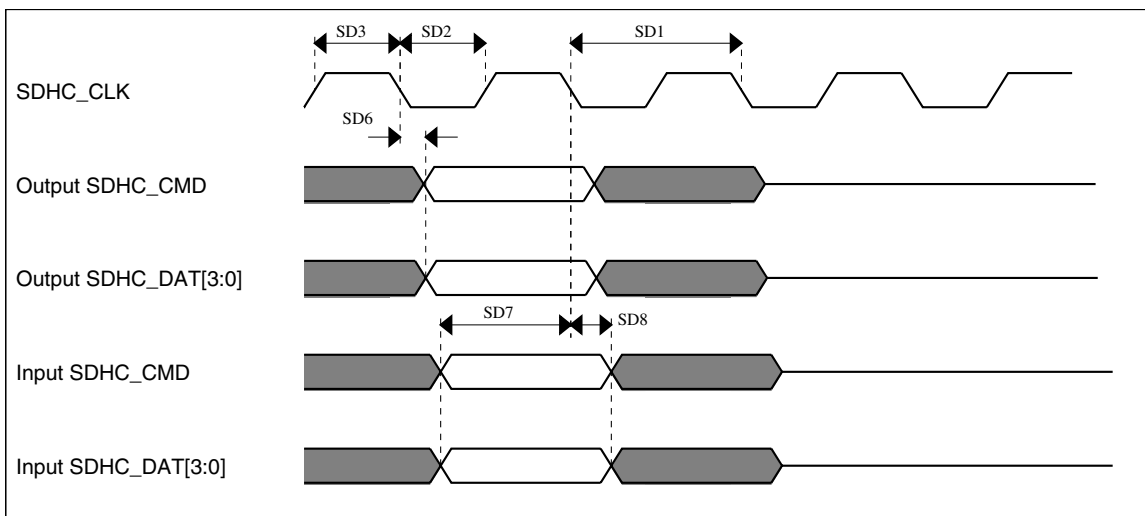 SD3
SD2
SD1
SDHC_CLK
SD6
Output SDHC_CMD
Output SDHC_DAT[3:0]
SD7
SD8
Input SDHC_CMD
Input SDHC_DAT[3:0]